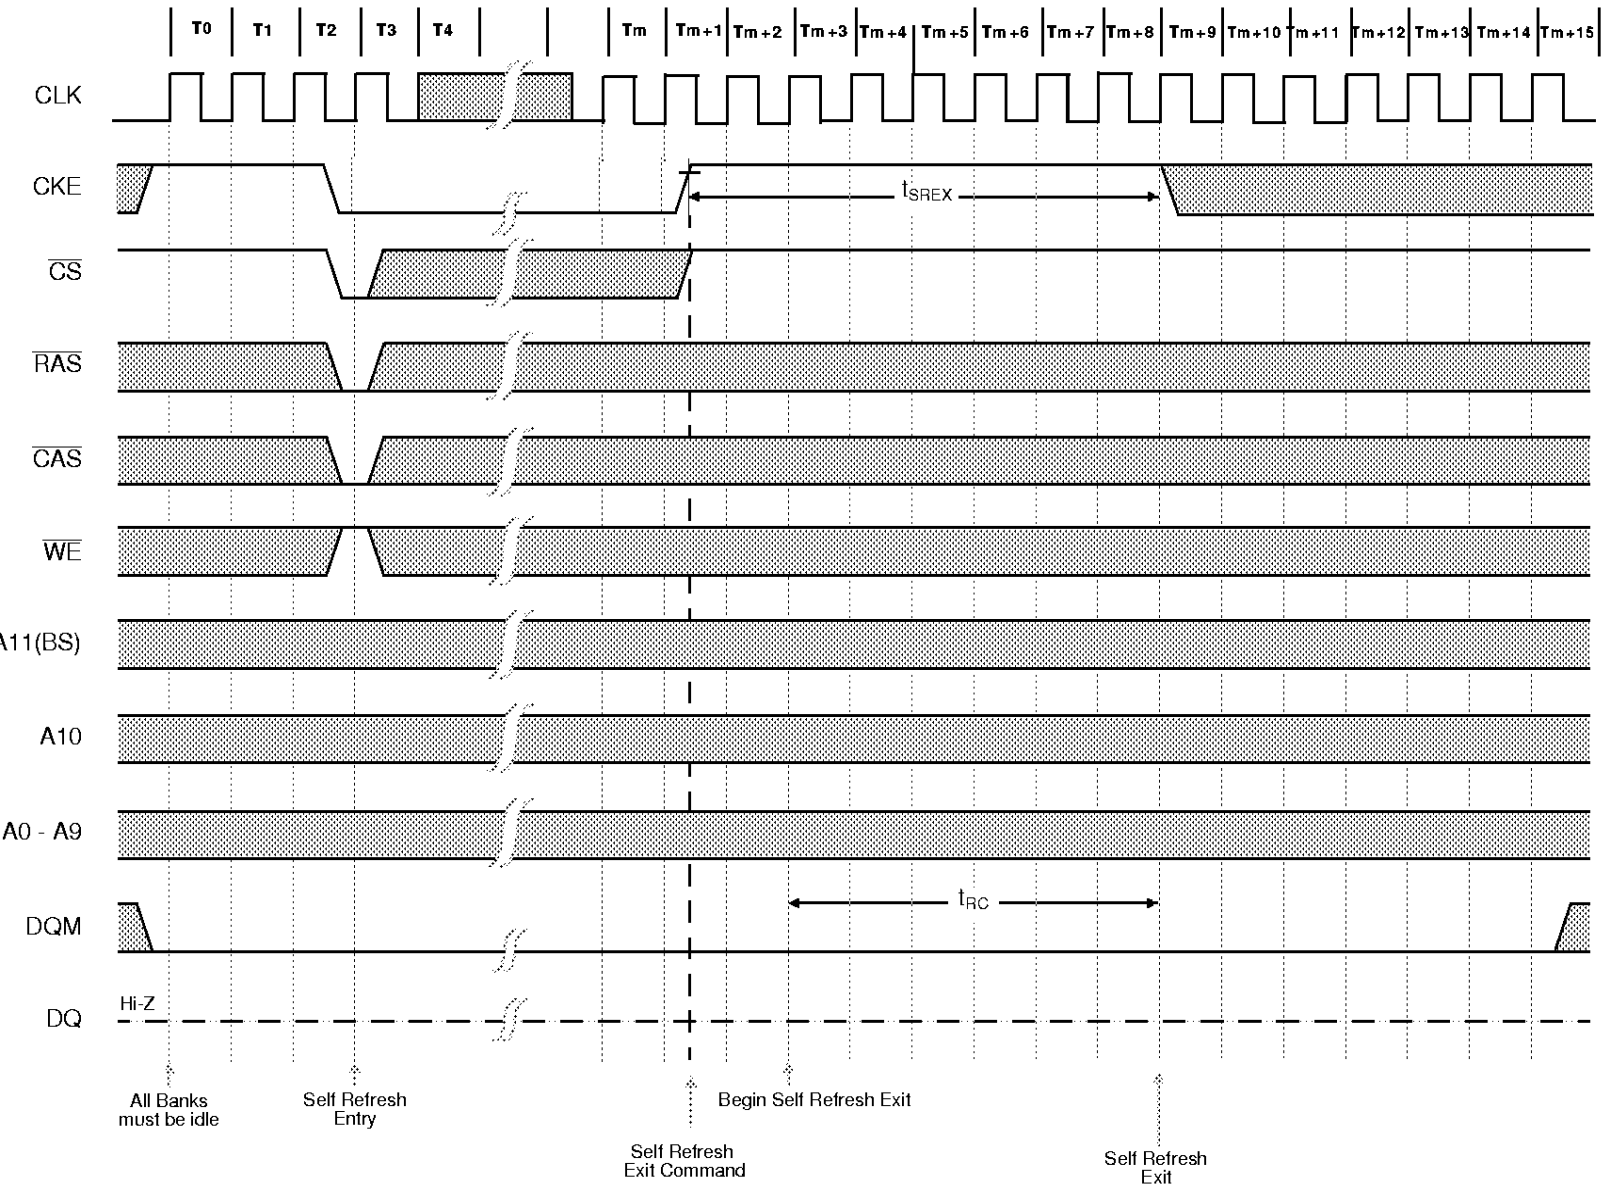 T0 T1 T2 T3 T4 Tm Tm+1 Tm+2 Tm+3 Tm+4 Tm+5 Tm+6 Tm+7 Tm+8 Tm+9 Tm+10 Tm+11 Tm+12 Tm+13 Tm+14 Tm+15
CLK
CKE
tSREX
CS
RAS
CAS
WE
A11(BS)
A10
A0 - A9
tRC
DQM
Hi-Z
DQ
All Banks
must be idle
Self Refresh
Entry
Begin Self Refresh Exit
Self Refresh
Exit Command
Self Refresh
Exit